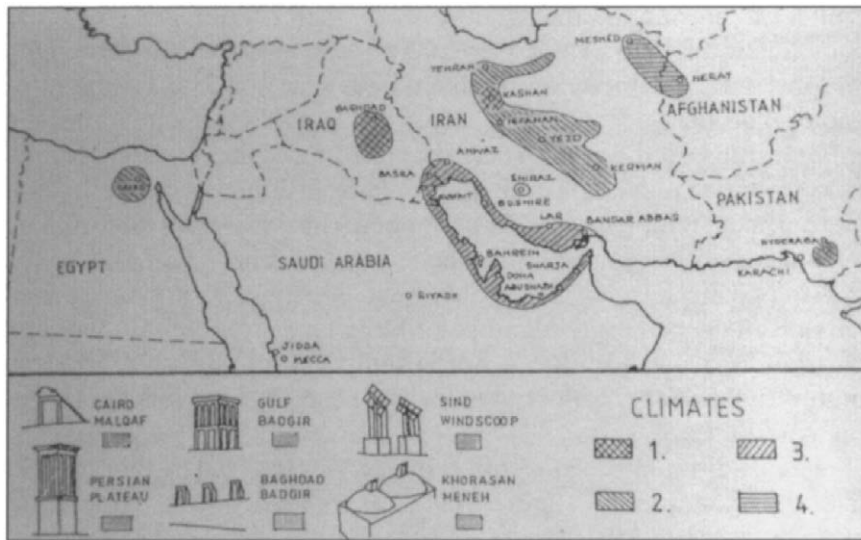 MESHED
HERAT
TEHRAN
KASHAN
BAGHDAD
IRAQ
IRAN
ISFAHAN
AFGHANISTAN
YEZD
AHVAZ
KERMAN
CAIRO
BASRA
KUWAIT
SHIRAZ
BUSHIRE
PAKISTAN
LAR
BANDAR ABBAS
HYDERABAD
EGYPT
SAUDI ARABIA
BAHREIN
SHARJA
DOHA
ABUDHABI
KARACHI
RIYADH
JIDDA
MECCA
CAIRO
MALQAF
GULF
BADGIR
SIND
WINDSCOOP
CLIMATES
1.
3.
PERSIAN
PLATEAU
BAGHDAD
BADGIR
KHORASAN
MENEH
2.
4.